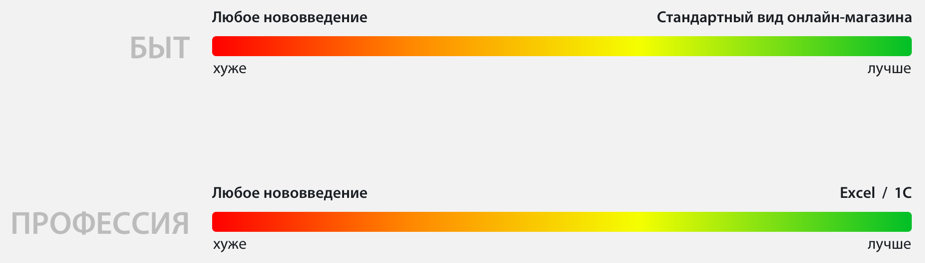 Любое нововведение Стандартный вид онлайн-магазина
БЫТ
хуже лучше
Любое нововведение Excel / 1C
ПРОФЕССИЯ
хуже лучше